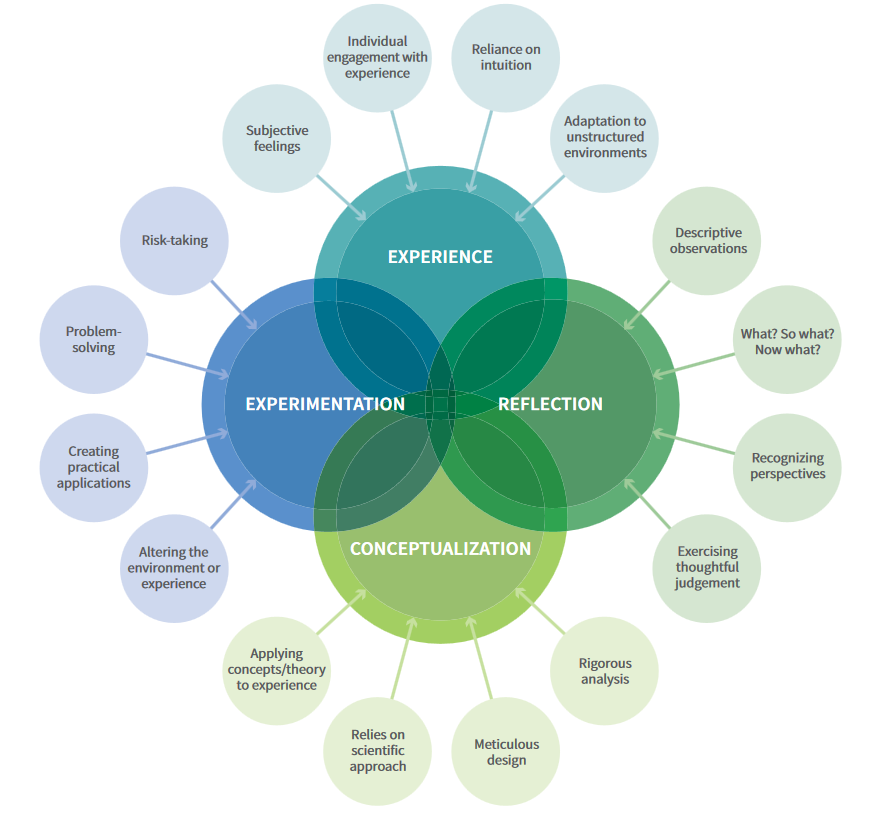 Individual
engagement with
experience
Reliance on
intuition
Subjective
feelings
Adaptation to
unstructured
environments
Risk-taking
Descriptive
observations
EXPERIENCE
Problem-
solving
What? So what?
Now what?
EXPERIMENTATION
REFLECTION
Creating
practical
applications
Recognizing
perspectives
CONCEPTUALIZATION
Altering the
environment or
experience
Exercising
thoughtful
judgement
Applying
concepts/theory
to experience
Rigorous
analysis
Relies on
scientific
approach
Meticulous
design